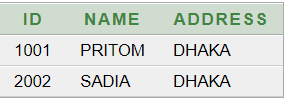 ID NAME ADDRESS
1001 PRITOM DHAKA
2002 SADIA DHAKA